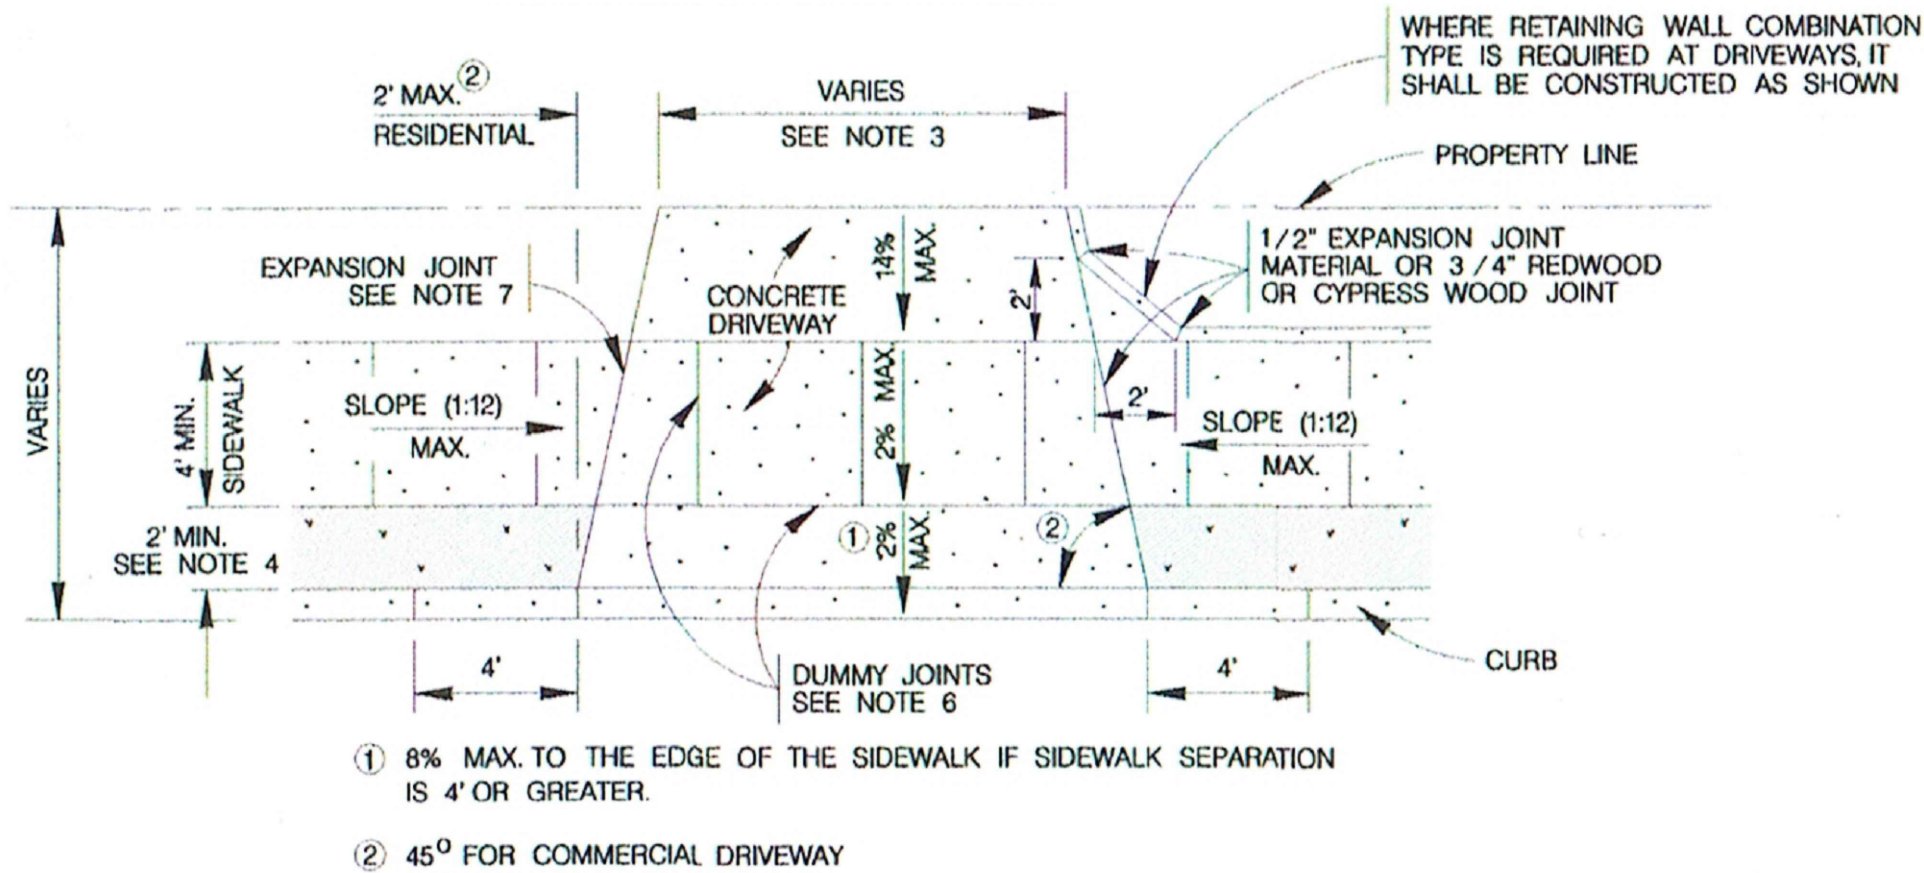 WHERE RETAINING WALL COMBINATION
TYPE IS REQUIRED AT DRIVEWAYS, IT
SHALL BE CONSTRUCTED AS SHOWN
2' MAX. ②
RESIDENTIAL
VARIES
SEE NOTE 3
PROPERTY LINE
EXPANSION JOINT
SEE NOTE 7
CONCRETE
DRIVEWAY
14%
MAX.
2'
1/2" EXPANSION JOINT
MATERIAL OR 3/4" REDWOOD
OR CYPRESS WOOD JOINT
VARIES
4' MIN.
SIDEWALK
SLOPE (1:12)
MAX.
2% MAX.
2'
SLOPE (1:12)
MAX.
2' MIN.
SEE NOTE 4
① 2%
MAX.
②
4'
DUMMY JOINTS
SEE NOTE 6
4'
CURB
① 8% MAX. TO THE EDGE OF THE SIDEWALK IF SIDEWALK SEPARATION
IS 4' OR GREATER.
② 45° FOR COMMERCIAL DRIVEWAY